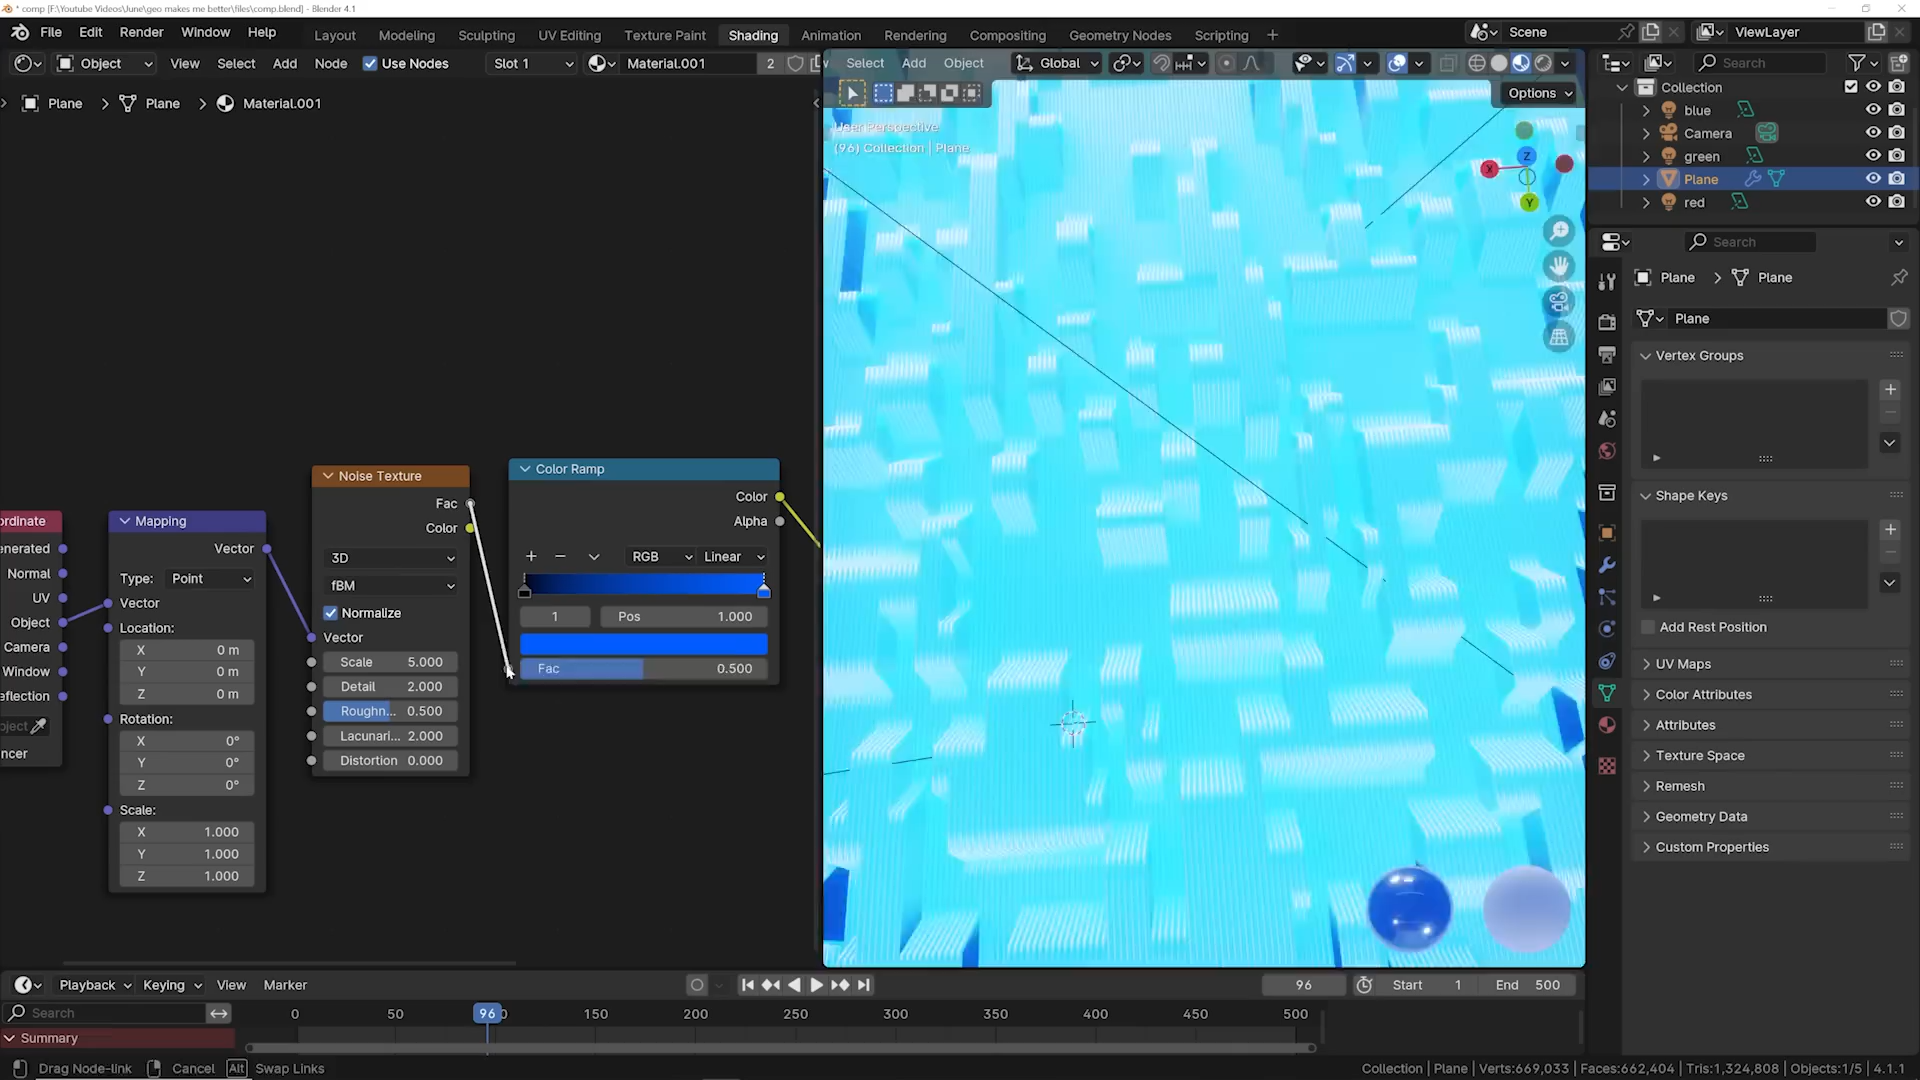 * comp [F:\Youtube Videos\June\geo makes me better\files\comp.blend] - Blender 4.1
File Edit Render Window Help
Layout Modeling Sculpting UV Editing Texture Paint Shading Animation Rendering Compositing Geometry Nodes Scripting +
Scene
ViewLayer
Object View Select Add Node Use Nodes Slot 1 Material.001 2
Select Add Object Global
Search
Options
Plane > Plane > Material.001
User Perspective
(96) Collection | Plane
X Z Y
Collection
blue
Camera
green
Plane
red
Search
Plane > Plane
Plane
Vertex Groups
Shape Keys
Add Rest Position
UV Maps
Color Attributes
Attributes
Texture Space
Remesh
Geometry Data
Custom Properties
ordinate
enerated
Normal
UV
Object
Camera
Window
eflection
bject
ncer
Mapping
Vector
Type: Point
Vector
Location:
X 0 m
Y 0 m
Z 0 m
Rotation:
X 0°
Y 0°
Z 0°
Scale:
X 1.000
Y 1.000
Z 1.000
Noise Texture
Fac
Color
3D
fBM
Normalize
Vector
Scale 5.000
Detail 2.000
Roughn... 0.500
Lacunari... 2.000
Distortion 0.000
Color Ramp
Color
Alpha
+ − RGB Linear
1 Pos 1.000
Fac 0.500
Playback Keying View Marker
96 Start 1 End 500
Search
0 50 96 150 200 250 300 350 400 450 500
Summary
Drag Node-link Cancel Alt Swap Links
Collection | Plane | Verts:669,033 | Faces:662,404 | Tris:1,324,808 | Objects:1/5 | 4.1.1